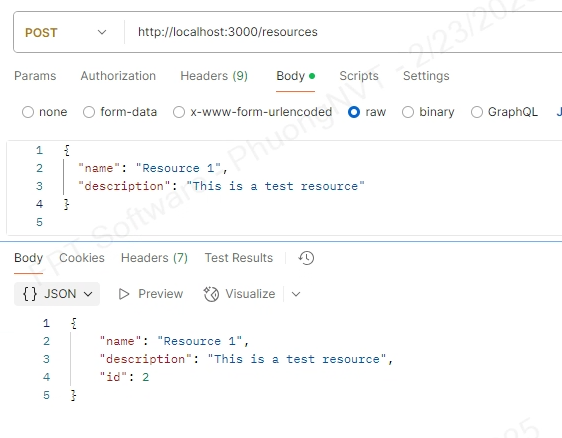 POST http://localhost:3000/resources
Params Authorization Headers (9) Body Scripts Settings
none form-data x-www-form-urlencoded raw binary GraphQL
1 {
2 "name": "Resource 1",
3 "description": "This is a test resource"
4 }
5
Body Cookies Headers (7) Test Results
{} JSON Preview Visualize
1 {
2 "name": "Resource 1",
3 "description": "This is a test resource",
4 "id": 2
5 }
FPT Software - PhuongNVT - 2/23/2025